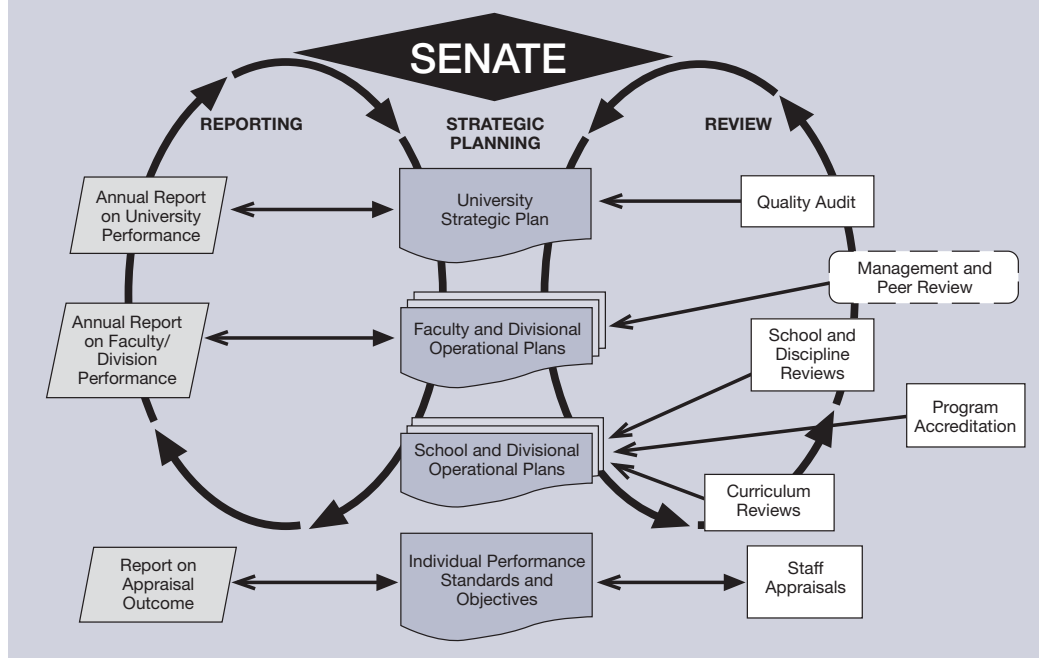 SENATE
REPORTING
STRATEGIC
PLANNING
REVIEW
Annual Report
on University
Performance
University
Strategic Plan
Quality Audit
Management and
Peer Review
Annual Report
on Faculty/
Division
Performance
Faculty and Divisional
Operational Plans
School and
Discipline
Reviews
Program
Accreditation
School and Divisional
Operational Plans
Curriculum
Reviews
Report on
Appraisal
Outcome
Individual Performance
Standards and
Objectives
Staff
Appraisals